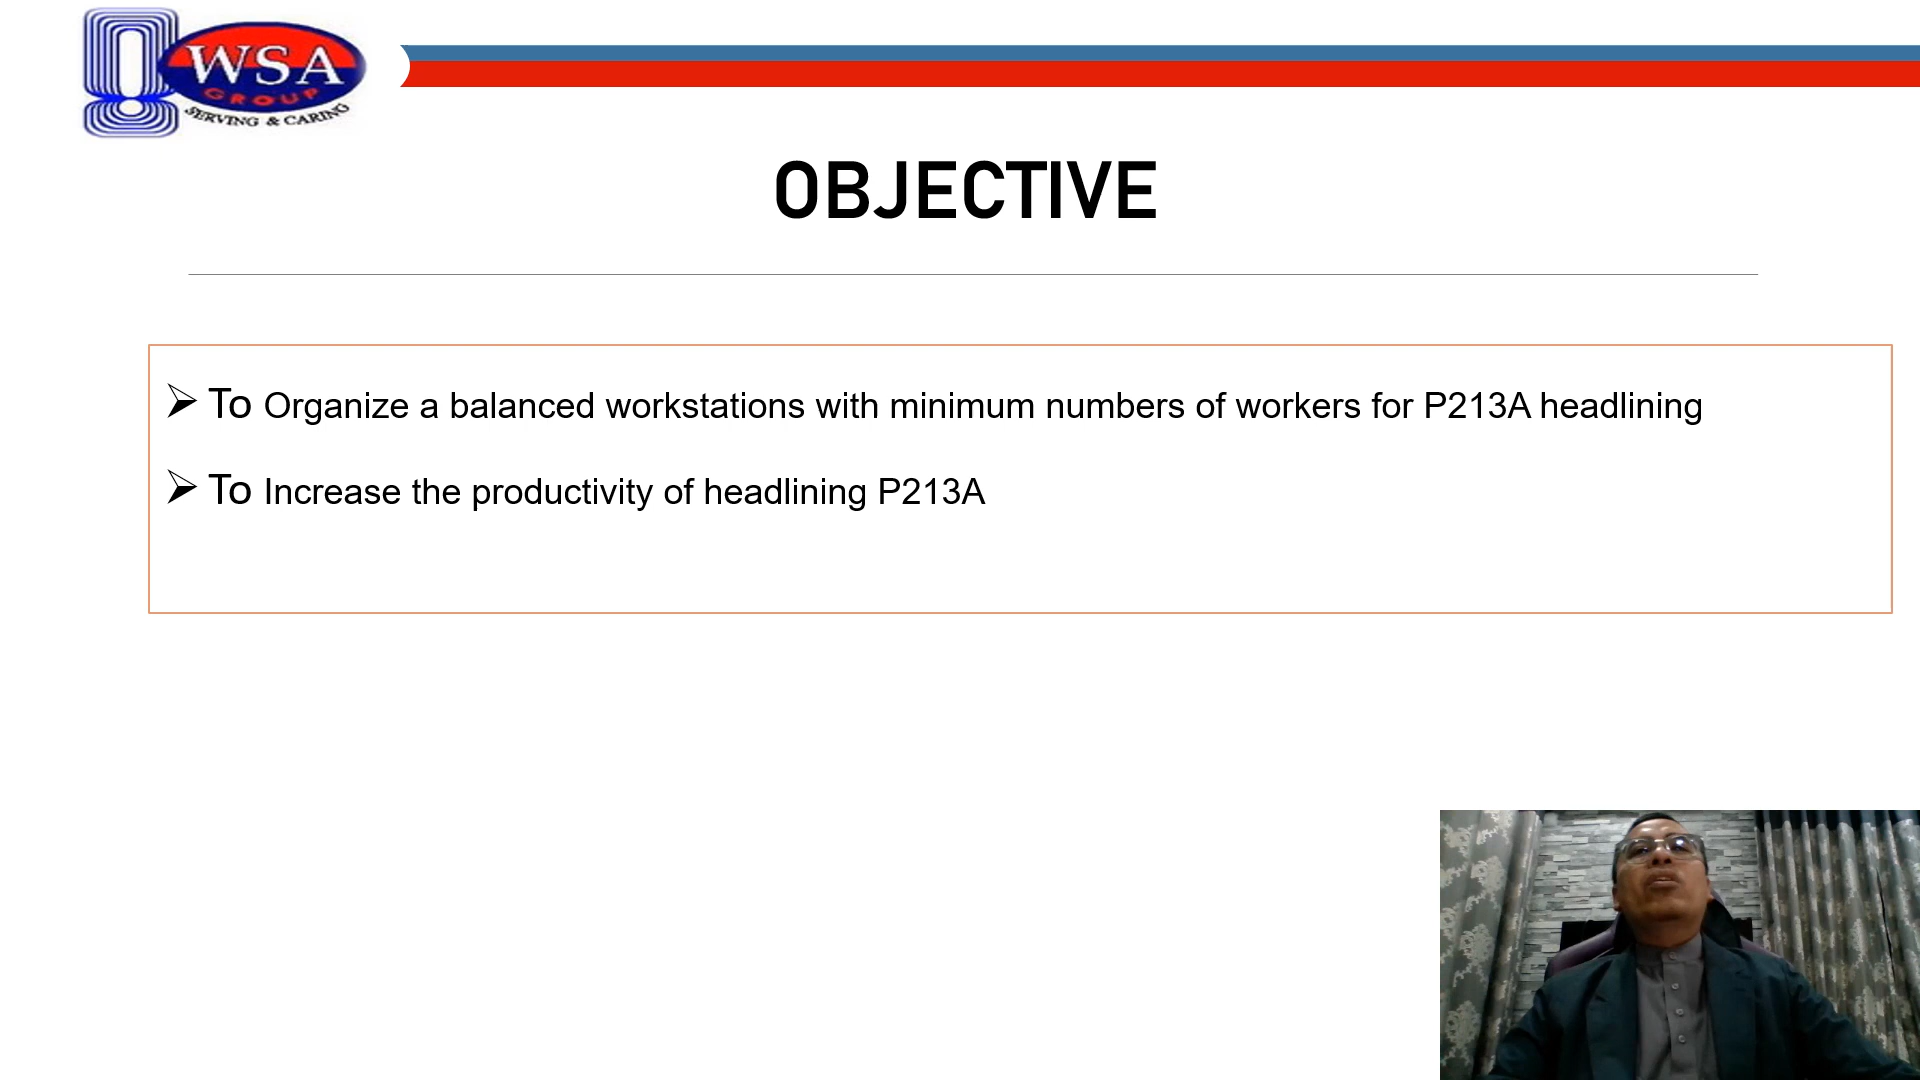 WSA
GROUP
SERVING & CARING
OBJECTIVE
To Organize a balanced workstations with minimum numbers of workers for P213A headlining
To Increase the productivity of headlining P213A